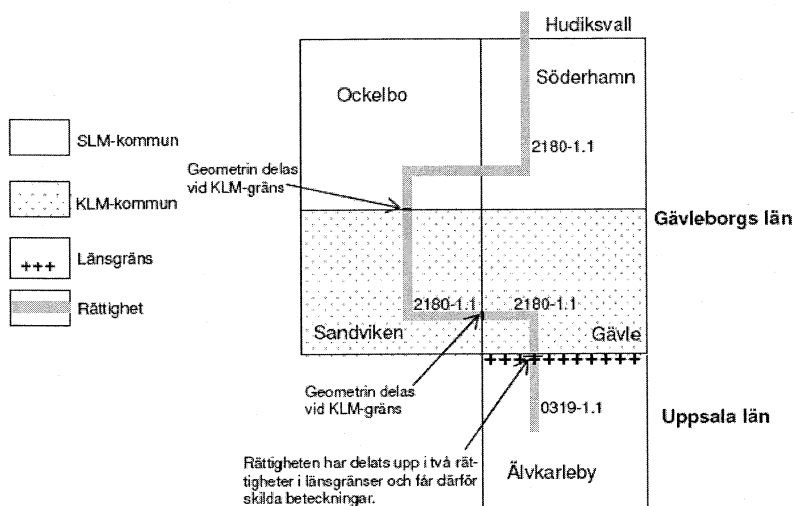 Hudiksvall
Ockelbo
Söderhamn
SLM-kommun
2180-1.1
Geometrin delas
vid KLM-gräns
KLM-kommun
Gävleborgs län
+++ Länsgräns
Rättighet
2180-1.1
2180-1.1
Sandviken
Gävle
Geometrin delas
vid KLM-gräns
0319-1.1
Uppsala län
Rättigheten har delats upp i två rät-
tigheter i länsgränser och får därför
skilda beteckningar.
Älvkarleby